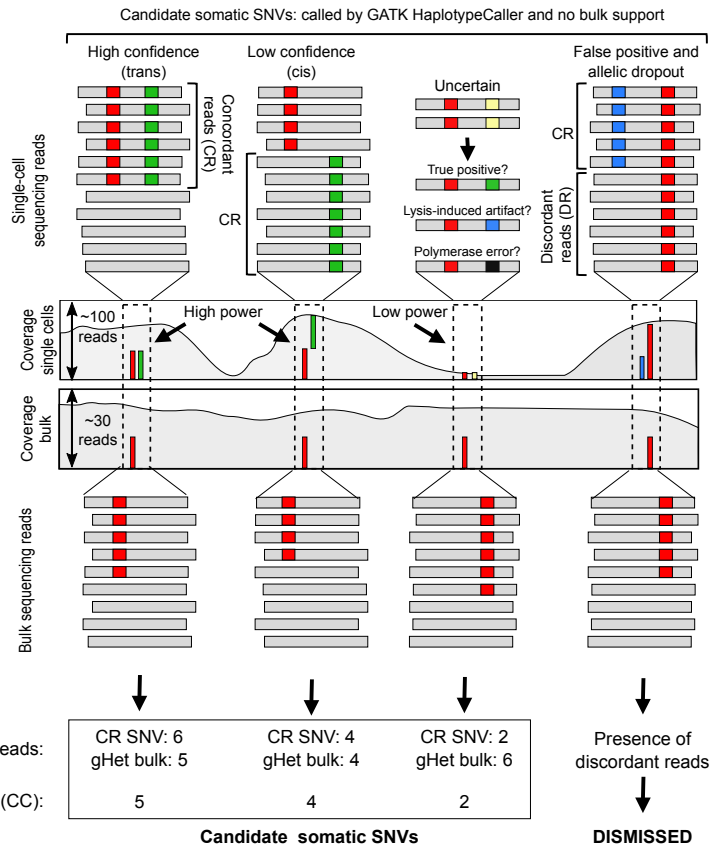 Candidate somatic SNVs: called by GATK HaplotypeCaller and no bulk support
High confidence
(trans)
Low confidence
(cis)
Uncertain
False positive and
allelic dropout
Single-cell
sequencing reads
Concordant
reads (CR)
CR
True positive?
Lysis-induced artifact?
Polymerase error?
CR
Discordant
reads (DR)
Coverage
single cells
~100
reads
High power
Low power
Coverage
bulk
~30
reads
Bulk sequencing reads
eads:
CR SNV: 6
gHet bulk: 5
CR SNV: 4
gHet bulk: 4
CR SNV: 2
gHet bulk: 6
Presence of
discordant reads
(CC):
5
4
2
Candidate somatic SNVs
DISMISSED